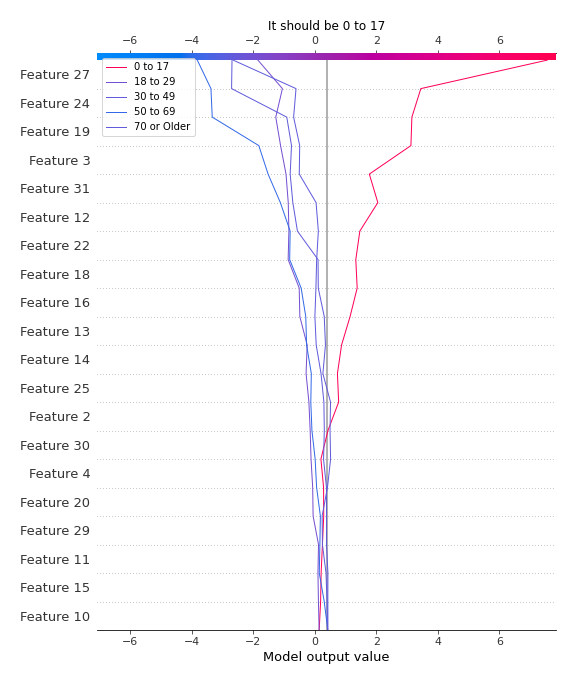 It should be 0 to 17
−6 −4 −2 0 2 4 6
0 to 17
18 to 29
30 to 49
50 to 69
70 or Older
Feature 27
Feature 24
Feature 19
Feature 3
Feature 31
Feature 12
Feature 22
Feature 18
Feature 16
Feature 13
Feature 14
Feature 25
Feature 2
Feature 30
Feature 4
Feature 20
Feature 29
Feature 11
Feature 15
Feature 10
−6 −4 −2 0 2 4 6
Model output value